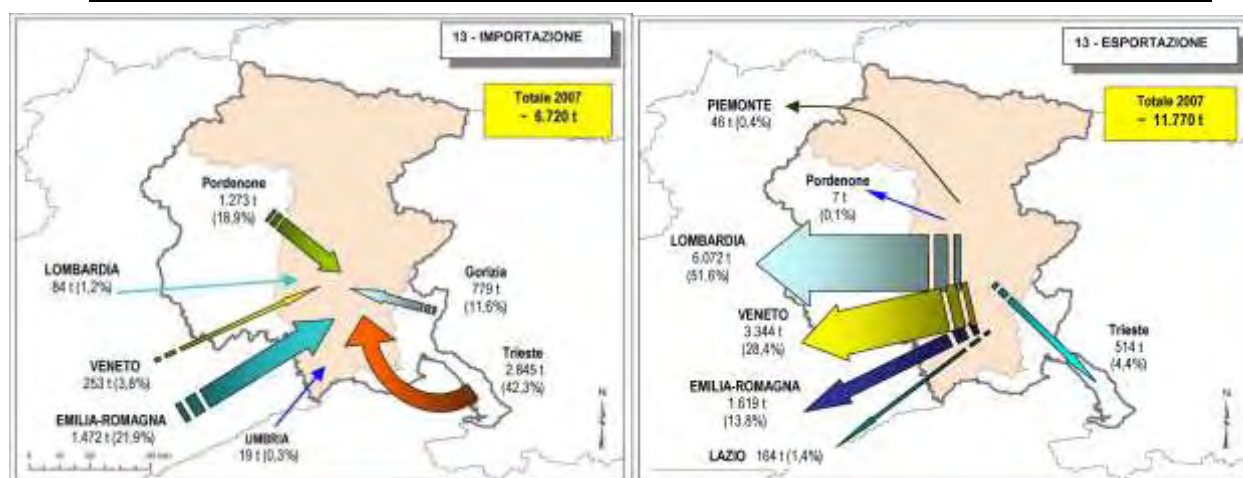 13 - IMPORTAZIONE
Totale 2007
~ 6.720 t
Pordenone
1.273 t
(18,9%)
LOMBARDIA
84 t (1,2%)
Gorizia
779 t
(11,6%)
VENETO
253 t (3,8%)
Trieste
2.845 t
(42,3%)
EMILIA-ROMAGNA
1.472 t (21,9%)
UMBRIA
19 t (0,3%)
N
13 - ESPORTAZIONE
Totale 2007
~ 11.770 t
PIEMONTE
46 t (0,4%)
Pordenone
7 t
(0,1%)
LOMBARDIA
6.072 t
(51,6%)
VENETO
3.344 t
(28,4%)
Trieste
514 t
(4,4%)
EMILIA-ROMAGNA
1.619 t
(13,8%)
LAZIO 164 t (1,4%)
N